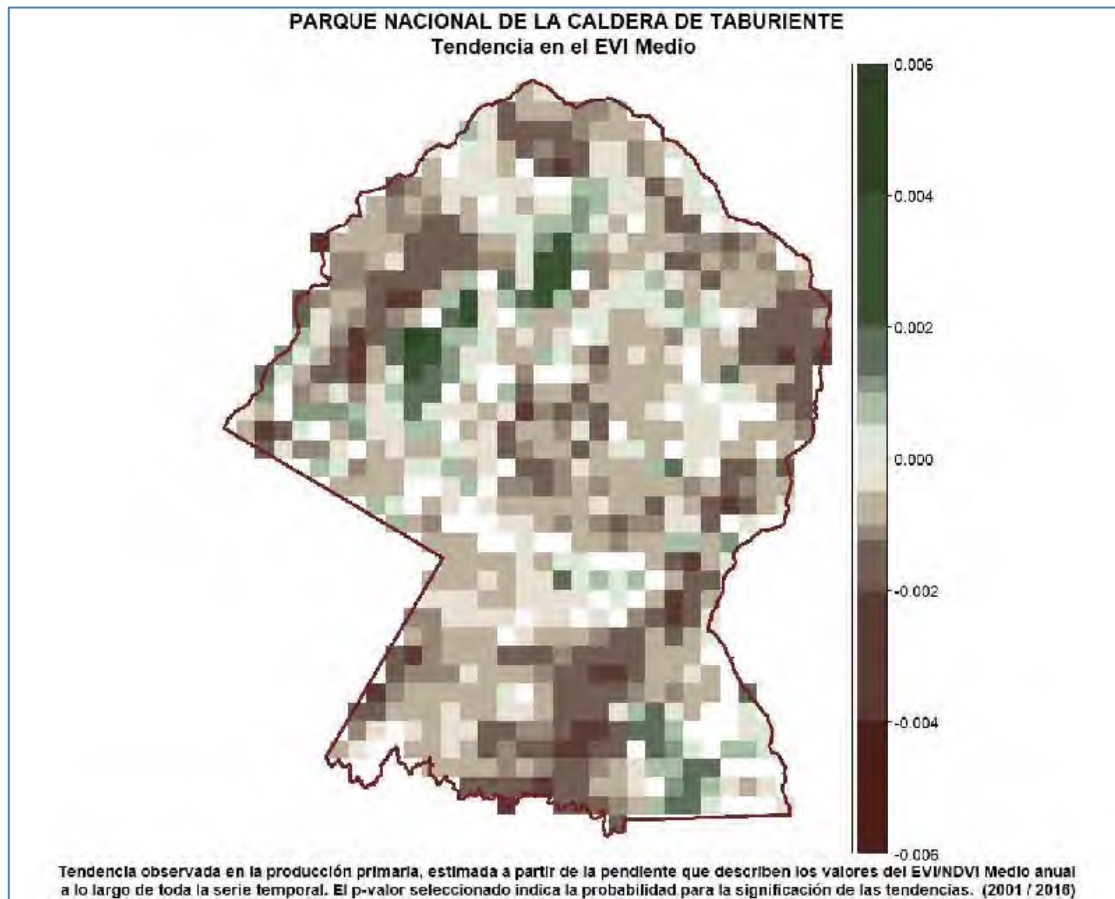 PARQUE NACIONAL DE LA CALDERA DE TABURIENTE
Tendencia en el EVI Medio
0.006
0.004
0.002
0.000
-0.002
-0.004
-0.006
Tendencia observada en la producción primaria, estimada a partir de la pendiente que describen los valores del EVI/NDVI Medio anual
a lo largo de toda la serie temporal. El p-valor seleccionado indica la probabilidad para la significación de las tendencias. (2001 / 2016)